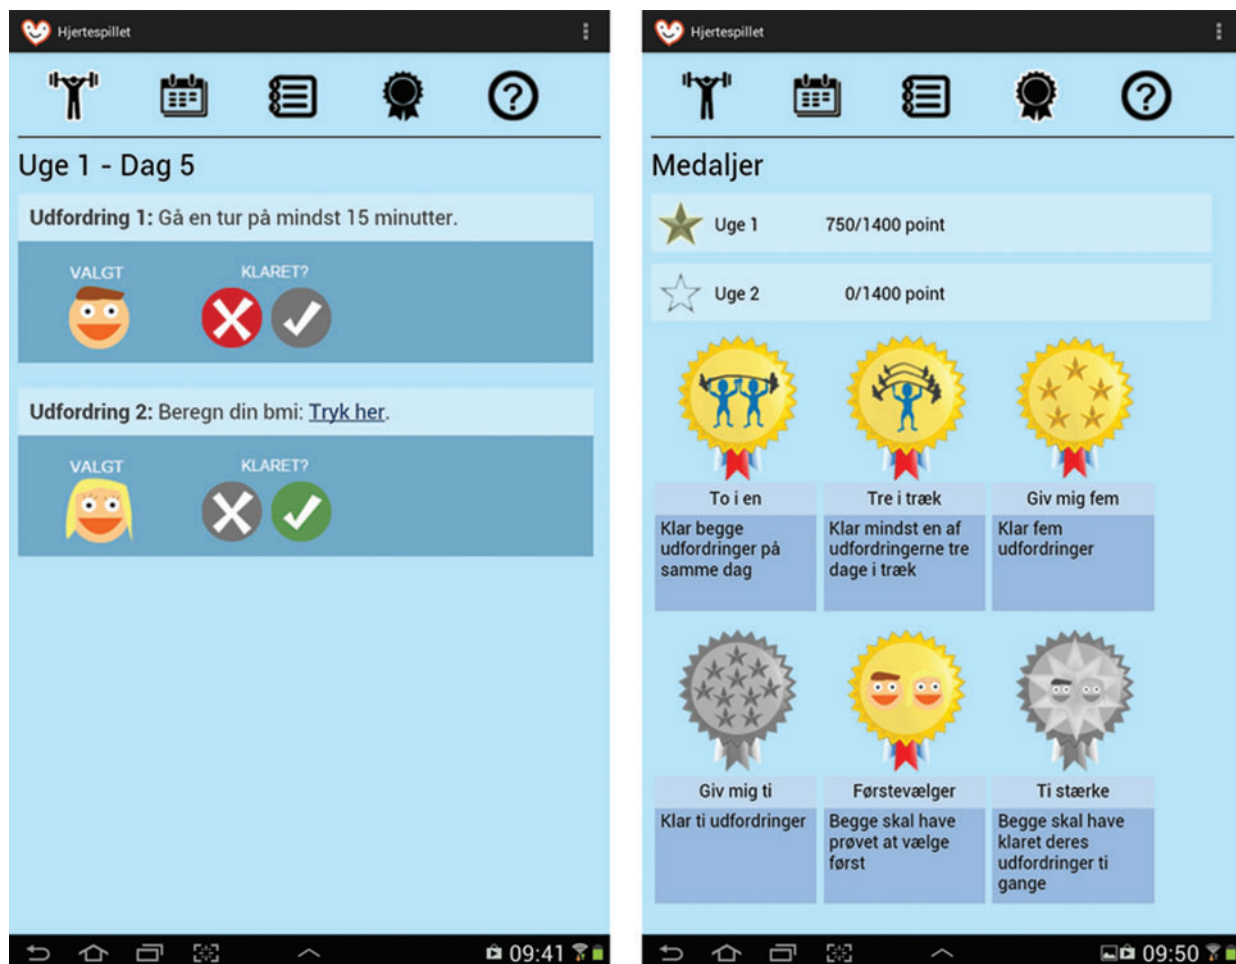 Hjertespillet
Uge 1 - Dag 5
Udfordring 1: Gå en tur på mindst 15 minutter.
VALGT KLARET?
Udfordring 2: Beregn din bmi: Tryk her.
VALGT KLARET?
09:41
Hjertespillet
Medaljer
Uge 1 750/1400 point
Uge 2 0/1400 point
To i en
Klar begge
udfordringer på
samme dag
Tre i træk
Klar mindst en af
udfordringerne tre
dage i træk
Giv mig fem
Klar fem
udfordringer
Giv mig ti
Klar ti udfordringer
Førstevælger
Begge skal have
prøvet at vælge
først
Ti stærke
Begge skal have
klaret deres
udfordringer ti
gange
09:50